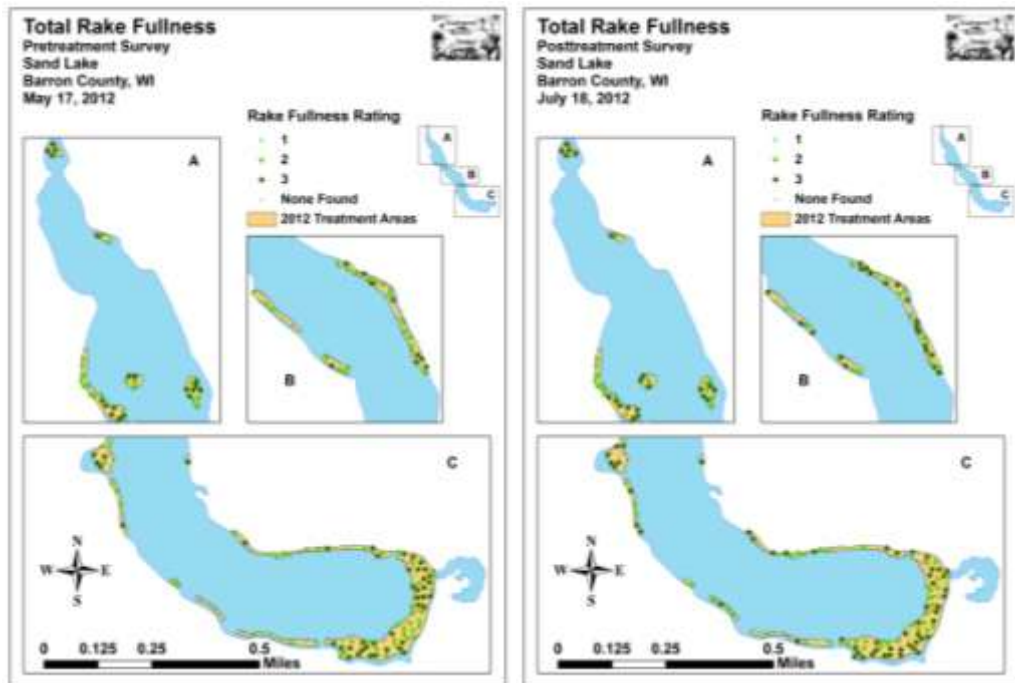 Total Rake Fullness
Pretreatment Survey
Sand Lake
Barron County, WI
May 17, 2012
Rake Fullness Rating
1
2
3
None Found
2012 Treatment Areas
A
B
C
A
B
C
N
W E
S
0 0.125 0.25 0.5
Miles
Total Rake Fullness
Posttreatment Survey
Sand Lake
Barron County, WI
July 18, 2012
Rake Fullness Rating
1
2
3
None Found
2012 Treatment Areas
A
B
C
A
B
C
N
W E
S
0 0.125 0.25 0.5
Miles